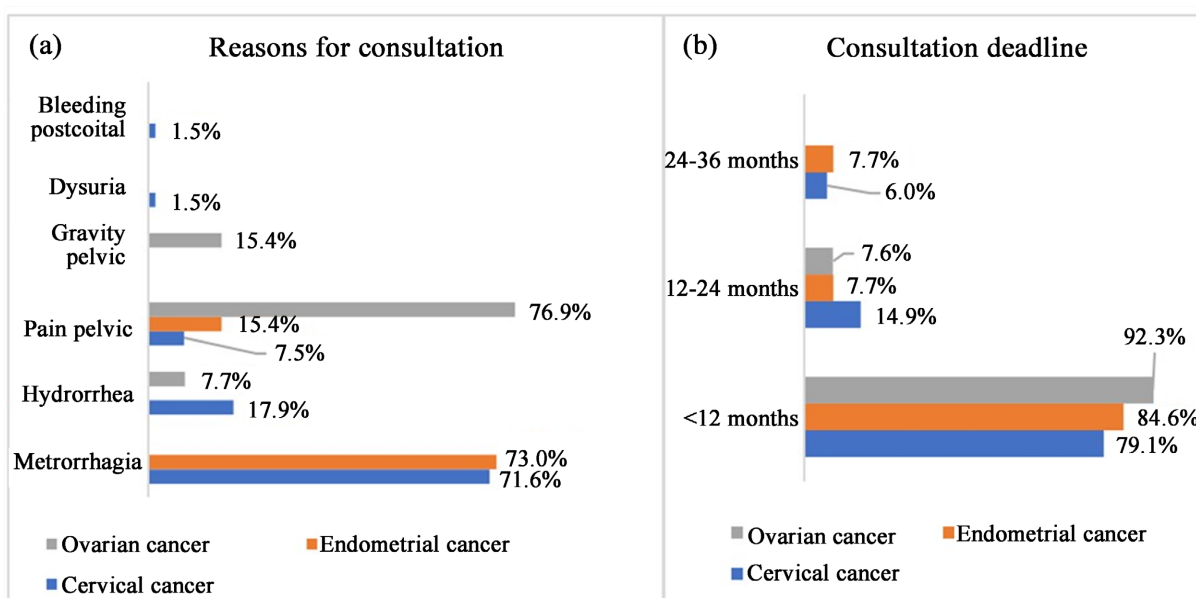 (a) Reasons for consultation
Bleeding
postcoital
1.5%
Dysuria
1.5%
Gravity
pelvic
15.4%
76.9%
Pain pelvic
15.4%
7.5%
7.7%
Hydrorrhea
17.9%
Metrorrhagia
73.0%
71.6%
Ovarian cancer
Endometrial cancer
Cervical cancer
(b) Consultation deadline
24-36 months
7.7%
6.0%
7.6%
12-24 months
7.7%
14.9%
92.3%
<12 months
84.6%
79.1%
Ovarian cancer
Endometrial cancer
Cervical cancer